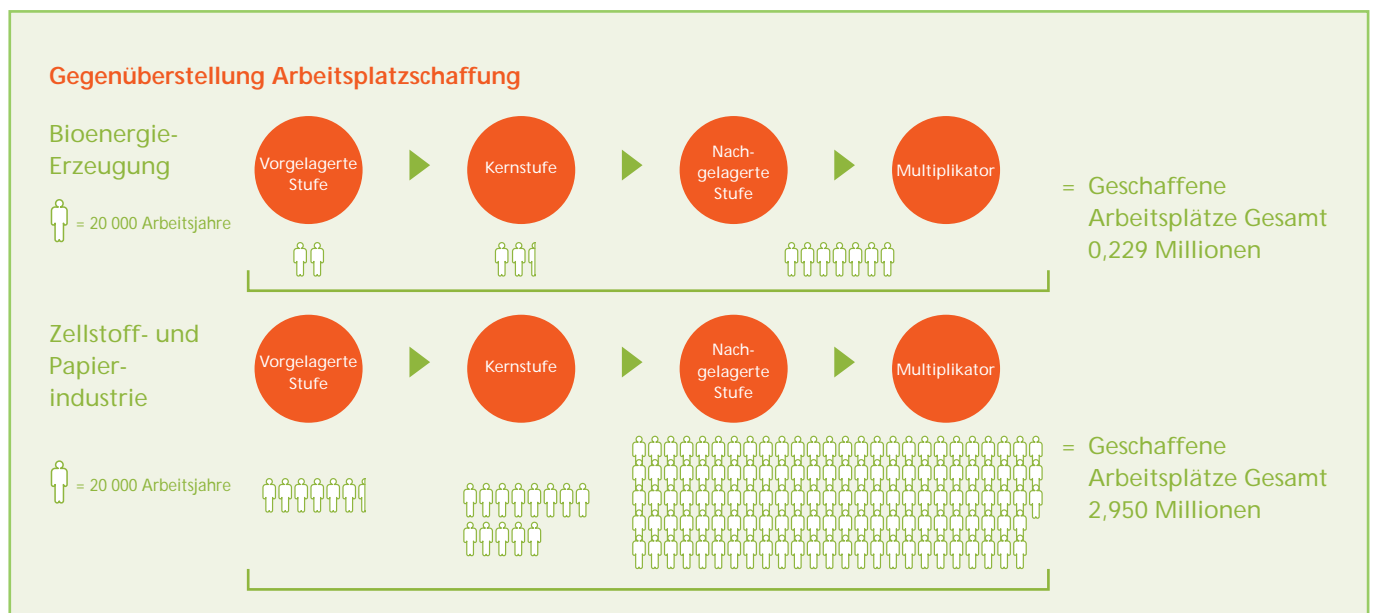 Gegenüberstellung Arbeitsplatzschaffung
Bioenergie-
Erzeugung
= 20 000 Arbeitsjahre
Vorgelagerte
Stufe
Kernstufe
Nach-
gelagerte
Stufe
Multiplikator
= Geschaffene
Arbeitsplätze Gesamt
0,229 Millionen
Zellstoff- und
Papier-
industrie
= 20 000 Arbeitsjahre
Vorgelagerte
Stufe
Kernstufe
Nach-
gelagerte
Stufe
Multiplikator
= Geschaffene
Arbeitsplätze Gesamt
2,950 Millionen